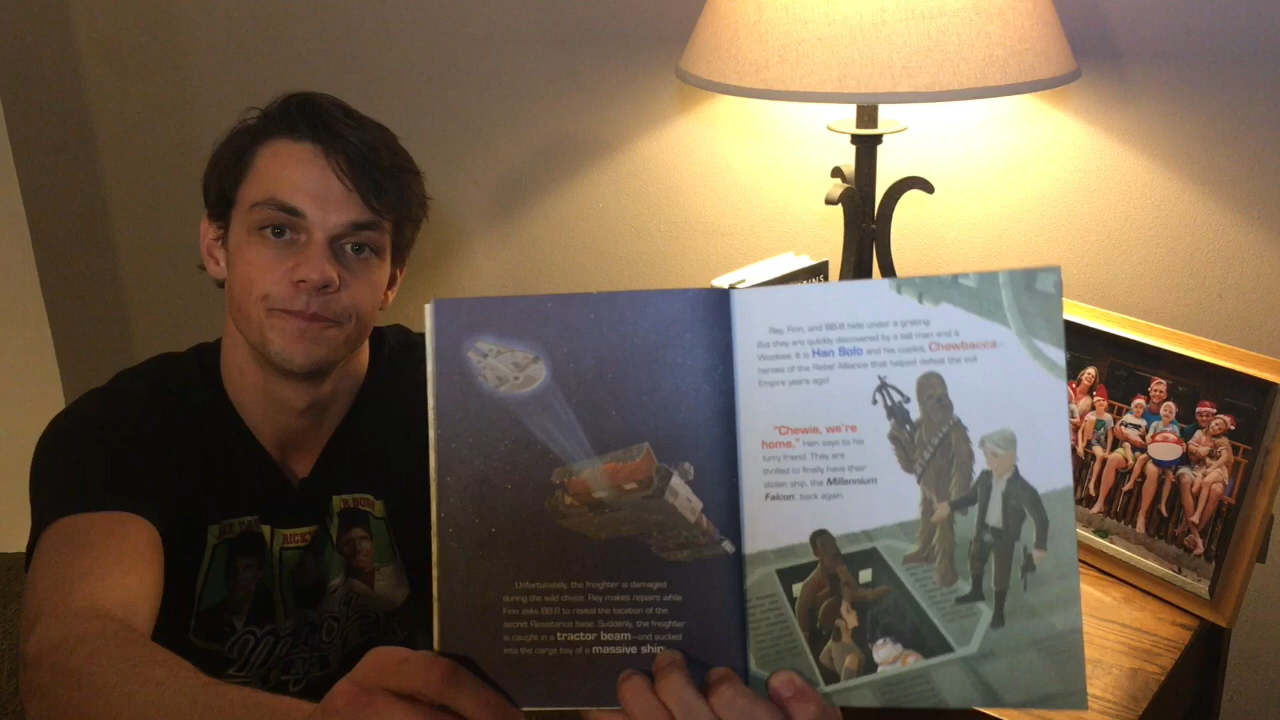 Unfortunately, the freighter is damaged
during the wild chase. Rey makes repairs while
Finn asks BB-8 to reveal the location of the
secret Resistance base. Suddenly, the freighter
is caught in a tractor beam—and sucked
into the cargo bay of a massive ship.
Rey, Finn, and BB-8 hide under a grating.
But they are quickly discovered by a tall man and a
Wookiee. It is Han Solo and his copilot, Chewbacca—
heroes of the Rebel Alliance that helped defeat the evil
Empire years ago!
"Chewie, we're
home," Han says to his
furry friend. They are
thrilled to finally have their
stolen ship, the Millennium
Falcon, back again.
RICKY